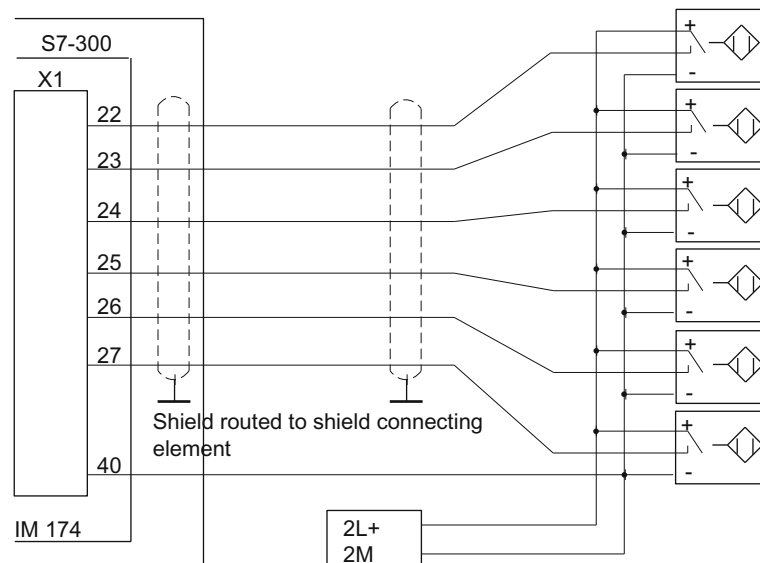 S7-300
X1
22
23
24
25
26
27
40
IM 174
Shield routed to shield connecting
element
2L+
2M
+
-
+
-
+
-
+
-
+
-
+
-